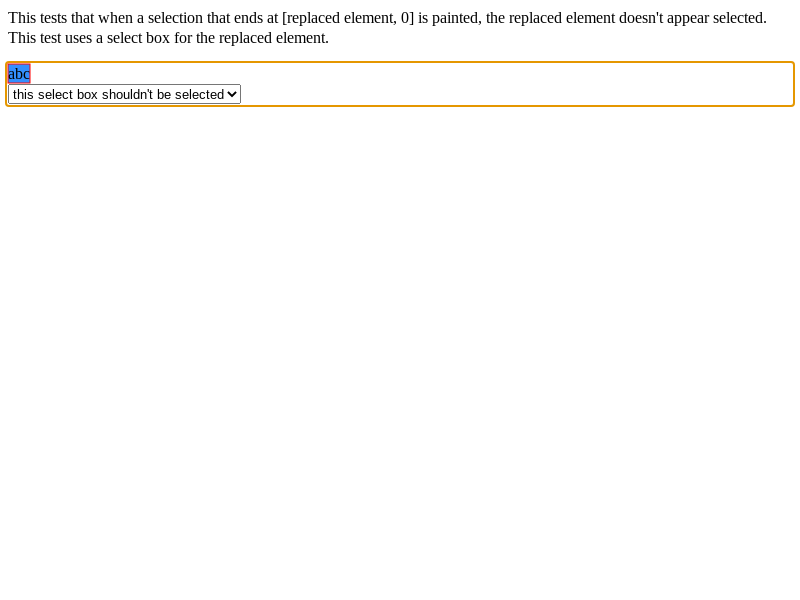 This tests that when a selection that ends at [replaced element, 0] is painted, the replaced element doesn't appear selected.
This test uses a select box for the replaced element.
abc
this select box shouldn't be selected